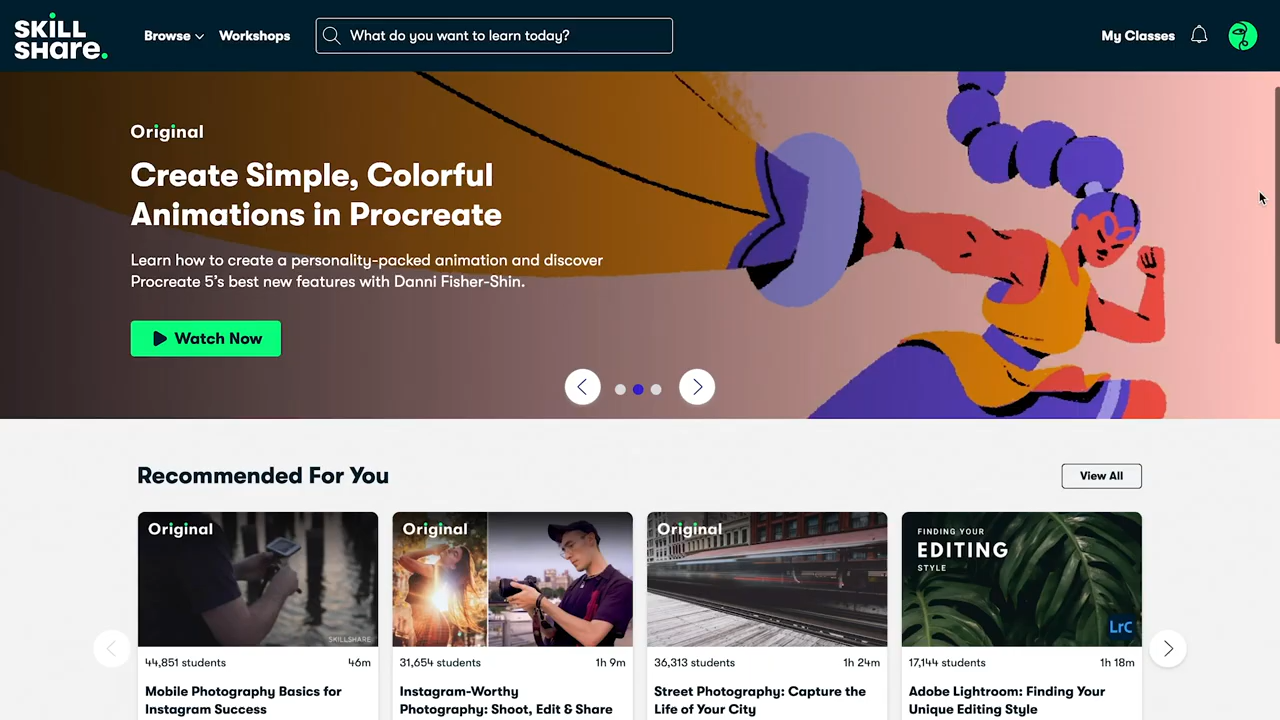 SKILL
SHare.
Browse
Workshops
What do you want to learn today?
My Classes
Original
Create Simple, Colorful
Animations in Procreate
Learn how to create a personality-packed animation and discover
Procreate 5's best new features with Danni Fisher-Shin.
Watch Now
Recommended For You
View All
Original
SKILLSHARE
44,851 students
46m
Mobile Photography Basics for
Instagram Success
Original
31,654 students
1h 9m
Instagram-Worthy
Photography: Shoot, Edit & Share
Original
36,313 students
1h 24m
Street Photography: Capture the
Life of Your City
FINDING YOUR
EDITING
STYLE
LrC
17,144 students
1h 18m
Adobe Lightroom: Finding Your
Unique Editing Style